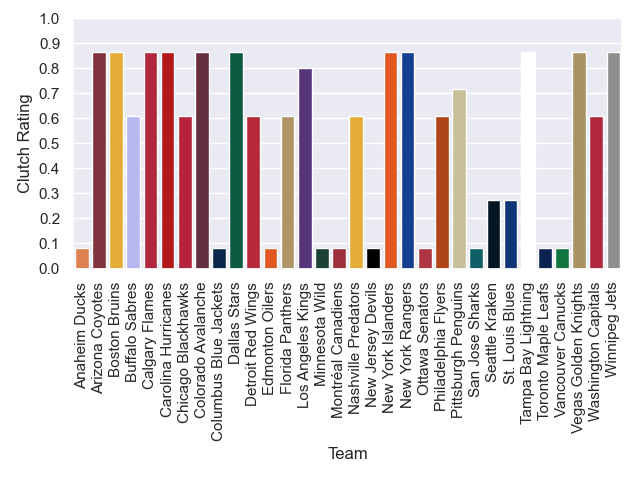 1.0
0.9
0.8
0.7
0.6
0.5
0.4
0.3
0.2
0.1
0.0
Clutch Rating
Anaheim Ducks
Arizona Coyotes
Boston Bruins
Buffalo Sabres
Calgary Flames
Carolina Hurricanes
Chicago Blackhawks
Colorado Avalanche
Columbus Blue Jackets
Dallas Stars
Detroit Red Wings
Edmonton Oilers
Florida Panthers
Los Angeles Kings
Minnesota Wild
Montréal Canadiens
Nashville Predators
New Jersey Devils
New York Islanders
New York Rangers
Ottawa Senators
Philadelphia Flyers
Pittsburgh Penguins
San Jose Sharks
Seattle Kraken
St. Louis Blues
Tampa Bay Lightning
Toronto Maple Leafs
Vancouver Canucks
Vegas Golden Knights
Washington Capitals
Winnipeg Jets
Team